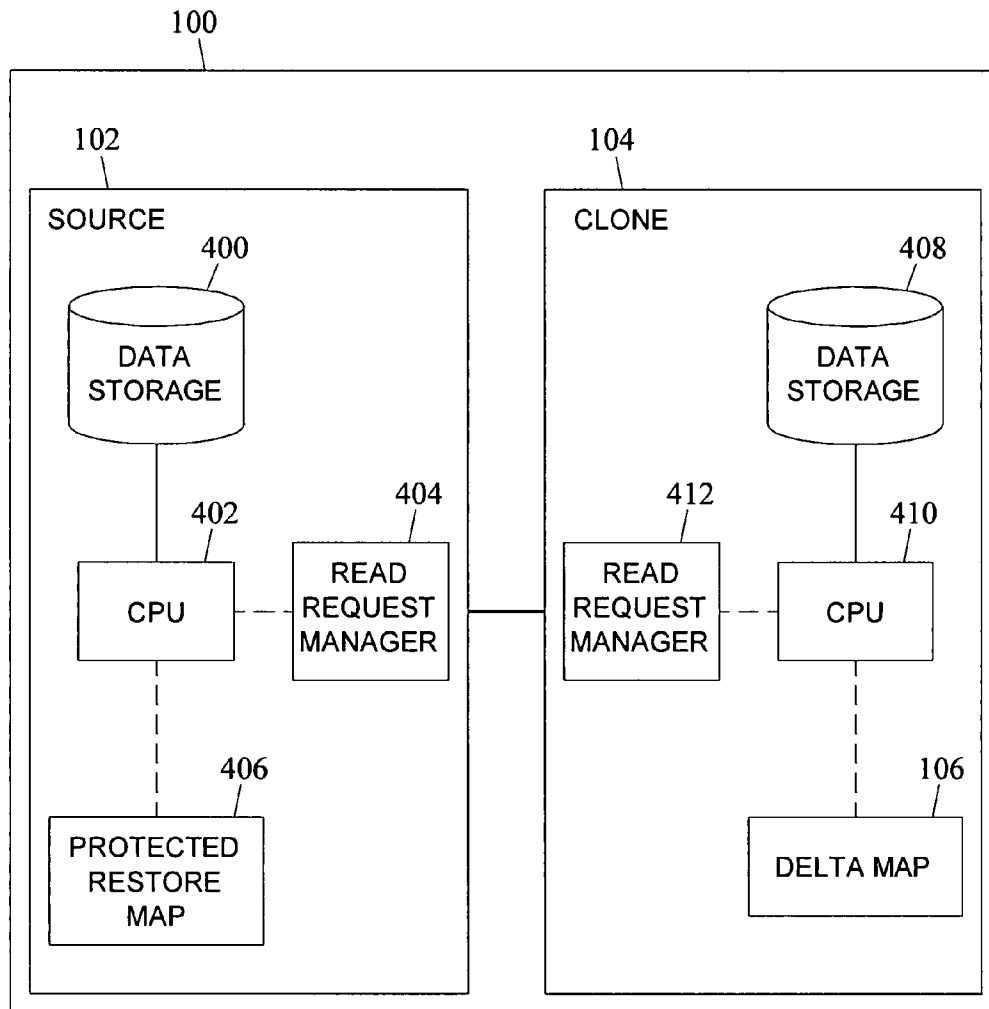 100
102
104
SOURCE
CLONE
400
408
DATA
STORAGE
DATA
STORAGE
402
404
412
410
CPU
READ
REQUEST
MANAGER
READ
REQUEST
MANAGER
CPU
406
106
PROTECTED
RESTORE
MAP
DELTA MAP